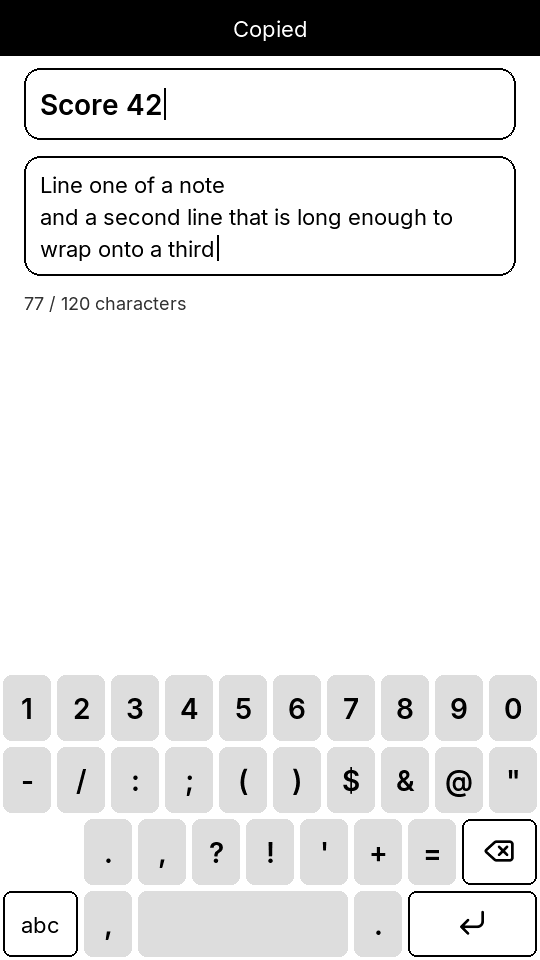 Copied
Score 42
Line one of a note
and a second line that is long enough to
wrap onto a third
77 / 120 characters
1 2 3 4 5 6 7 8 9 0
- / : ; ( ) $ & @ "
. , ? ! ' + =
abc , .